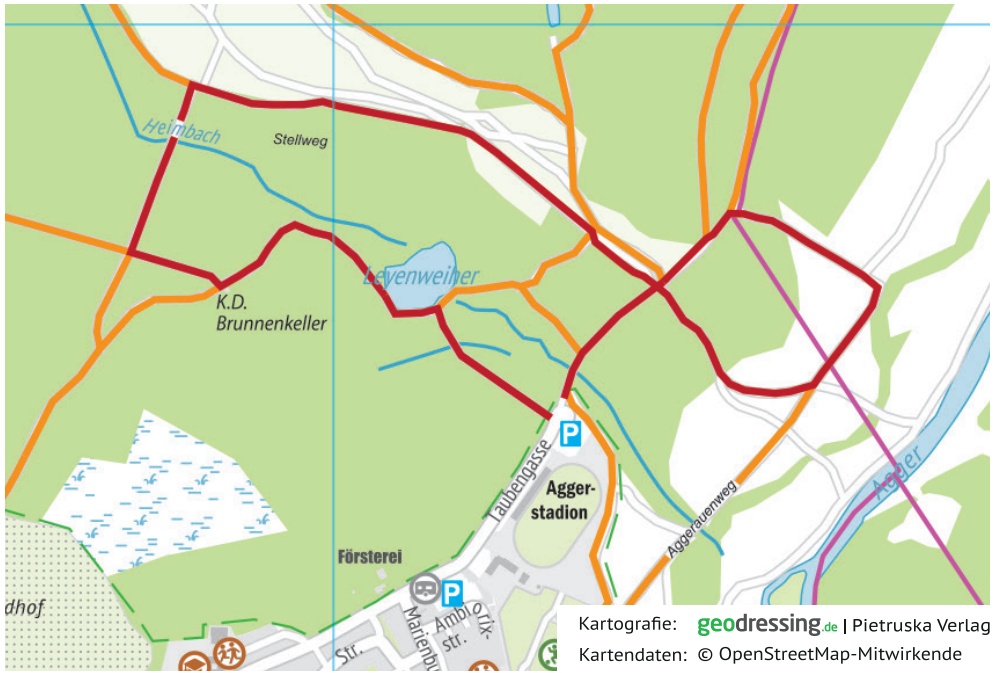 Heimbach
Stellweg
Leyenweiher
K.D.
Brunnenkeller
P
Taubengasse
Agger-
stadion
Agger
Aggerauenweg
Försterei
P
dhof
Ambiorix-
str.
Marienbu
Str.
Kartografie: geodressing.de | Pietruska Verlag
Kartendaten: © OpenStreetMap-Mitwirkende